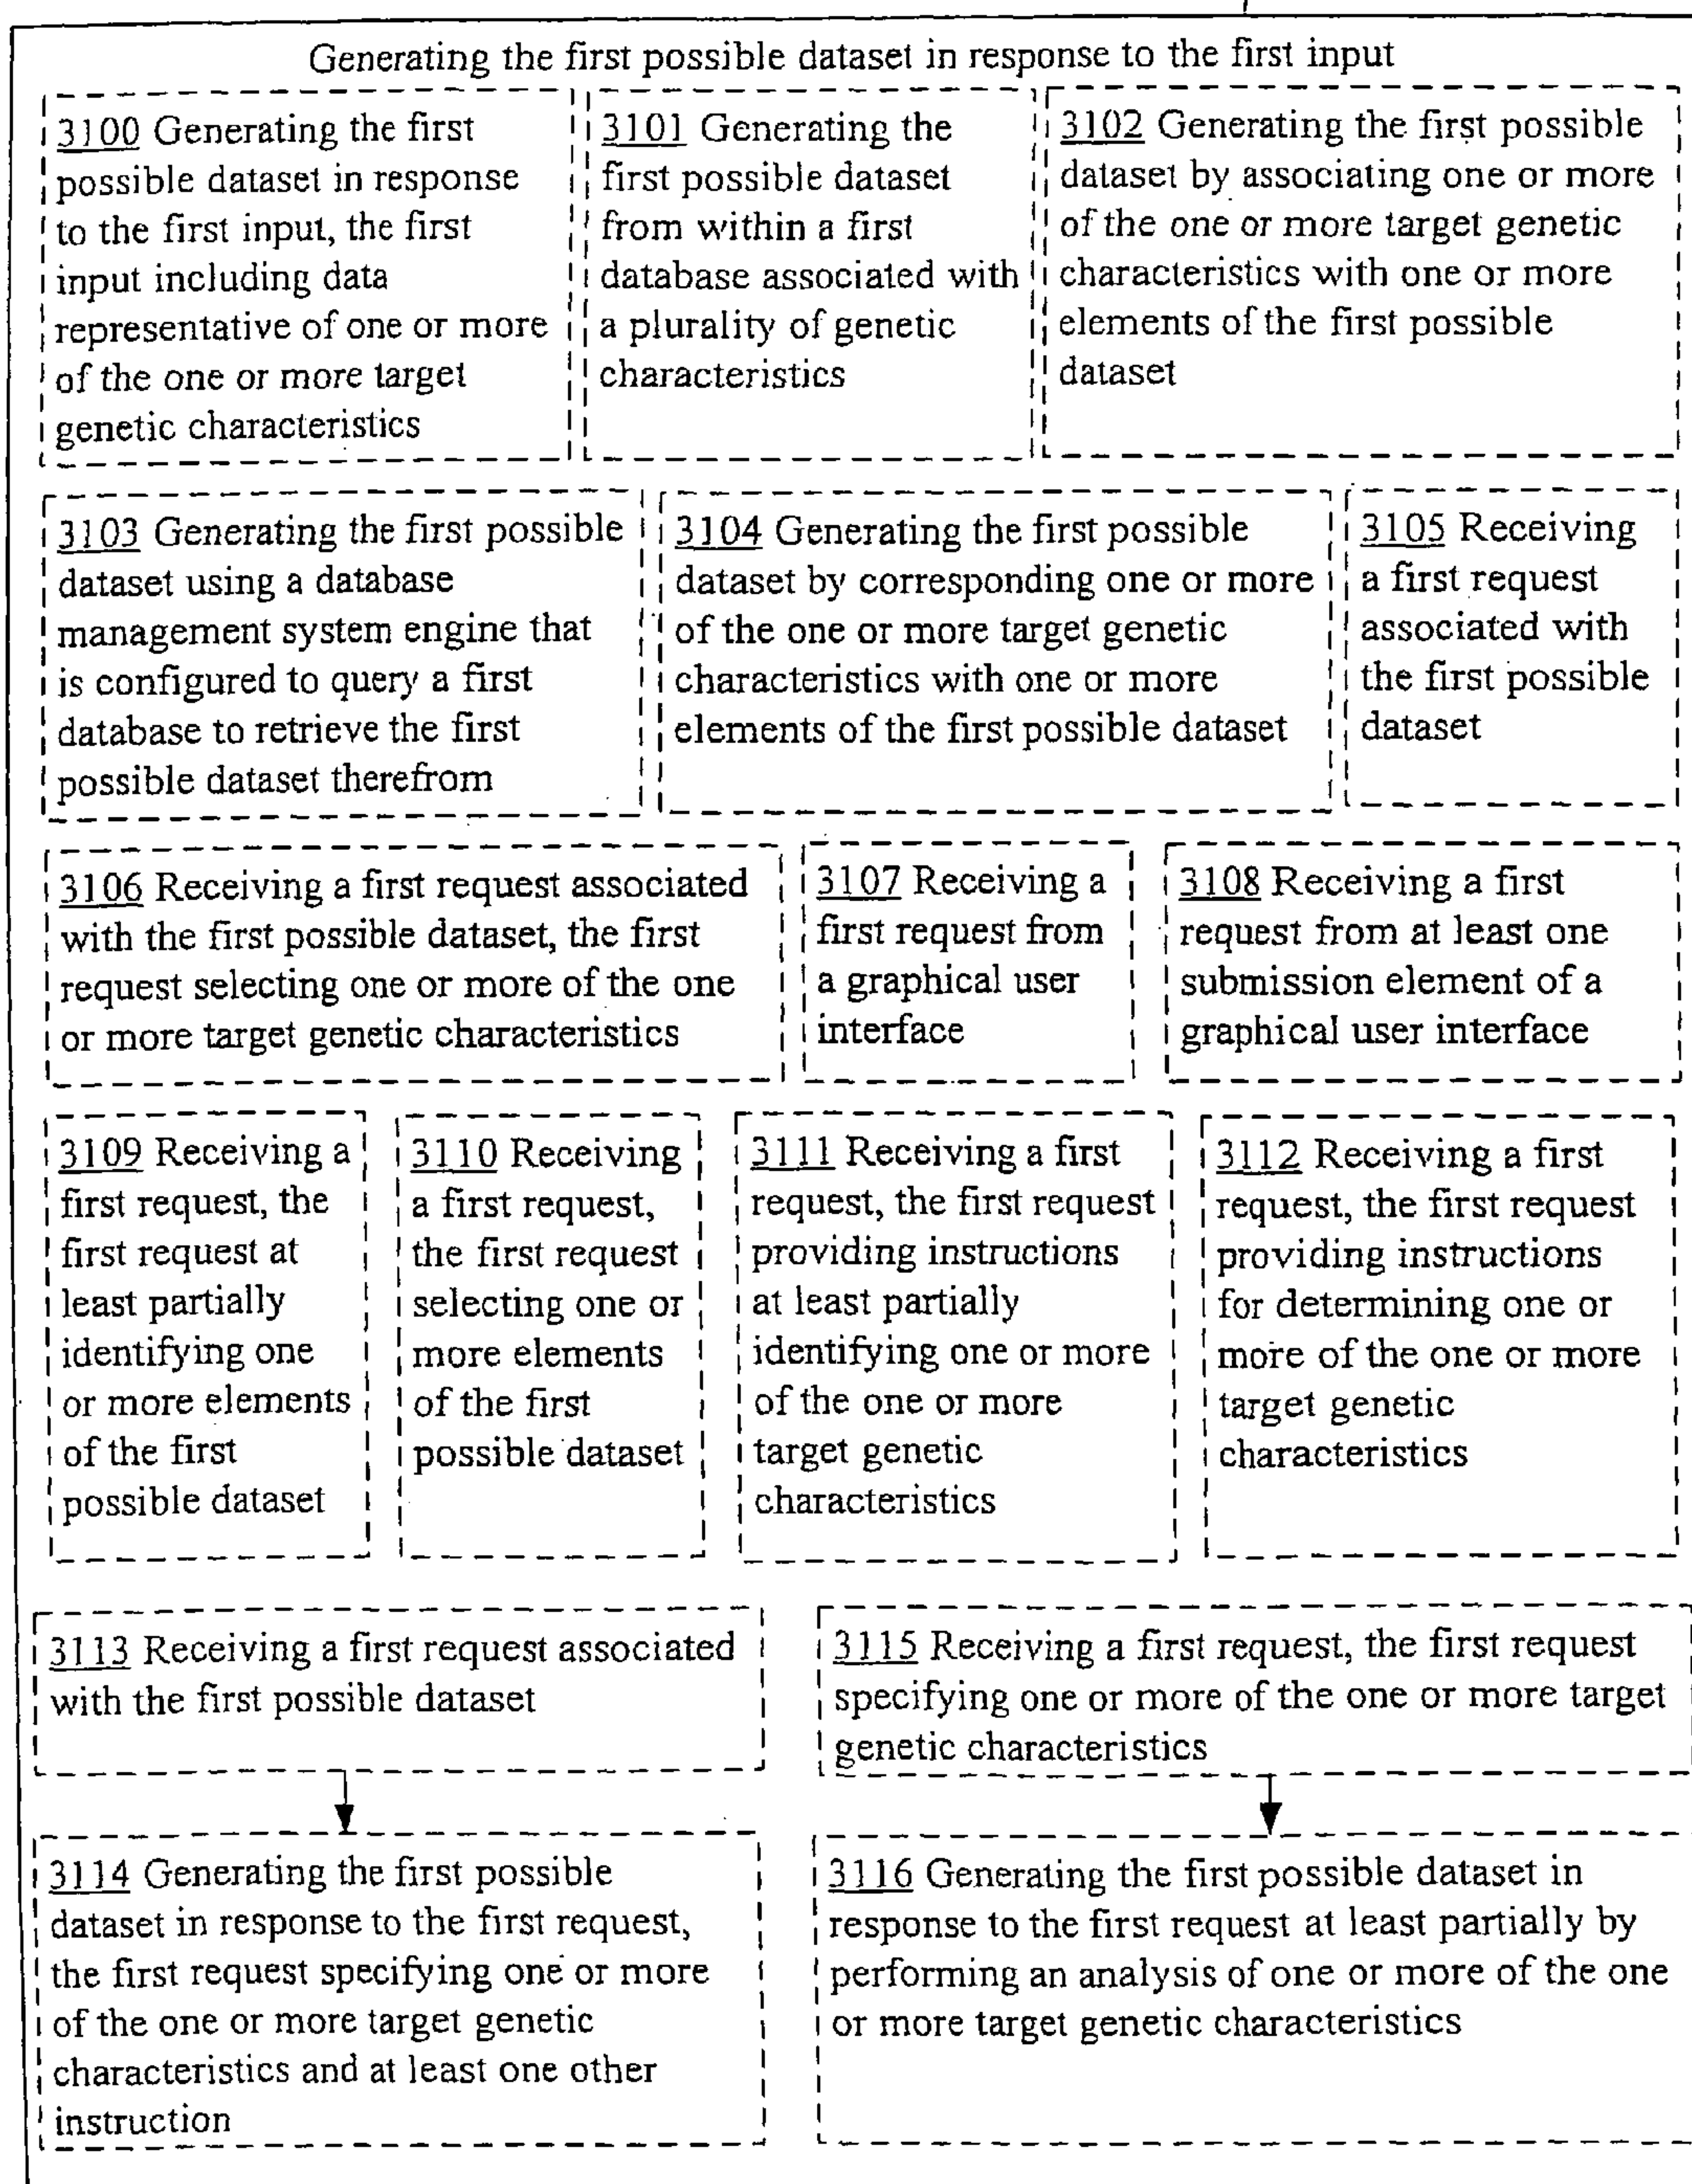 Generating the first possible dataset in response to the first input
3100 Generating the first
possible dataset in response
to the first input, the first
input including data
representative of one or more
of the one or more target
genetic characteristics
3101 Generating the
first possible dataset
from within a first
database associated with
a plurality of genetic
characteristics
3102 Generating the first possible
dataset by associating one or more
of the one or more target genetic
characteristics with one or more
elements of the first possible
dataset
3103 Generating the first possible
dataset using a database
management system engine that
is configured to query a first
database to retrieve the first
possible dataset therefrom
3104 Generating the first possible
dataset by corresponding one or more
of the one or more target genetic
characteristics with one or more
elements of the first possible dataset
3105 Receiving
a first request
associated with
the first possible
dataset
3106 Receiving a first request associated
with the first possible dataset, the first
request selecting one or more of the one
or more target genetic characteristics
3107 Receiving a
first request from
a graphical user
interface
3108 Receiving a first
request from at least one
submission element of a
graphical user interface
3109 Receiving a
first request, the
first request at
least partially
identifying one
or more elements
of the first
possible dataset
3110 Receiving
a first request,
the first request
selecting one or
more elements
of the first
possible dataset
3111 Receiving a first
request, the first request
providing instructions
at least partially
identifying one or more
of the one or more
target genetic
characteristics
3112 Receiving a first
request, the first request
providing instructions
for determining one or
more of the one or more
target genetic
characteristics
3113 Receiving a first request associated
with the first possible dataset
3115 Receiving a first request, the first request
specifying one or more of the one or more target
genetic characteristics
3114 Generating the first possible
dataset in response to the first request,
the first request specifying one or more
of the one or more target genetic
characteristics and at least one other
instruction
3116 Generating the first possible dataset in
response to the first request at least partially by
performing an analysis of one or more of the one
or more target genetic characteristics